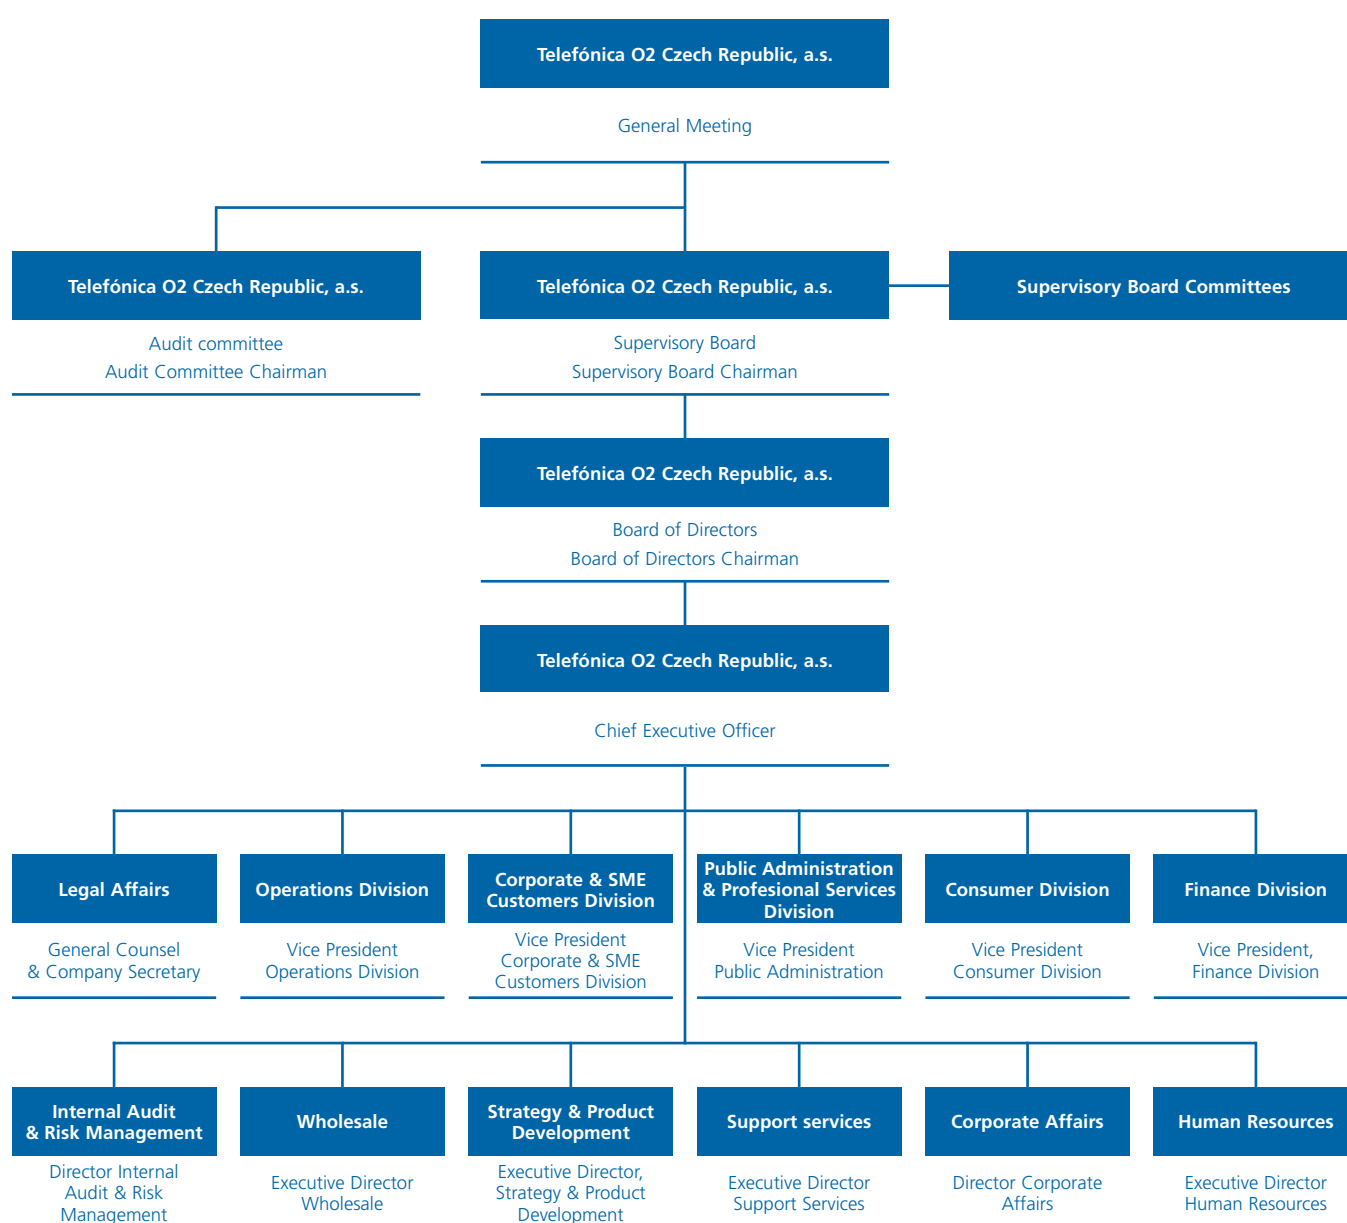 Telefónica O2 Czech Republic, a.s.
General Meeting
Telefónica O2 Czech Republic, a.s.
Audit committee
Audit Committee Chairman
Telefónica O2 Czech Republic, a.s.
Supervisory Board
Supervisory Board Chairman
Supervisory Board Committees
Telefónica O2 Czech Republic, a.s.
Board of Directors
Board of Directors Chairman
Telefónica O2 Czech Republic, a.s.
Chief Executive Officer
Legal Affairs
General Counsel
& Company Secretary
Operations Division
Vice President
Operations Division
Corporate & SME
Customers Division
Vice President
Corporate & SME
Customers Division
Public Administration
& Profesional Services
Division
Vice President
Public Administration
Consumer Division
Vice President
Consumer Division
Finance Division
Vice President,
Finance Division
Internal Audit
& Risk Management
Director Internal
Audit & Risk
Management
Wholesale
Executive Director
Wholesale
Strategy & Product
Development
Executive Director,
Strategy & Product
Development
Support services
Executive Director
Support Services
Corporate Affairs
Director Corporate
Affairs
Human Resources
Executive Director
Human Resources